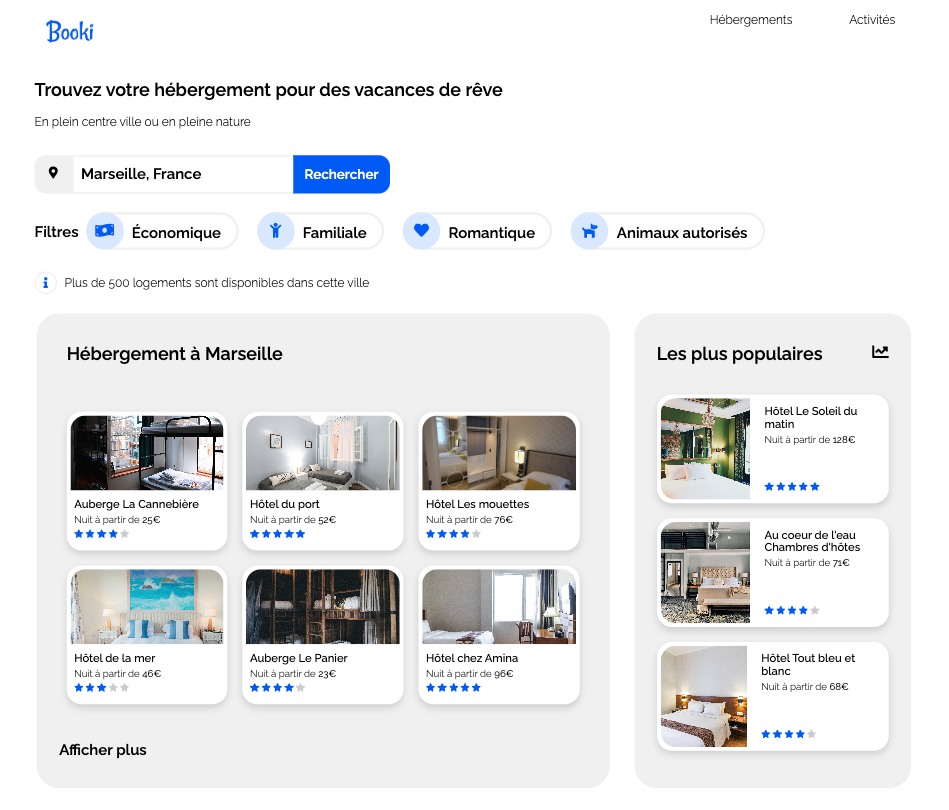 Booki
Hébergements
Activités
Trouvez votre hébergement pour des vacances de rêve
En plein centre ville ou en pleine nature
Marseille, France
Rechercher
Filtres
Économique
Familiale
Romantique
Animaux autorisés
Plus de 500 logements sont disponibles dans cette ville
Hébergement à Marseille
Auberge La Cannebière
Nuit à partir de 25€
Hôtel du port
Nuit à partir de 52€
Hôtel Les mouettes
Nuit à partir de 76€
Hôtel de la mer
Nuit à partir de 46€
Auberge Le Panier
Nuit à partir de 23€
Hôtel chez Amina
Nuit à partir de 96€
Afficher plus
Les plus populaires
Hôtel Le Soleil du
matin
Nuit à partir de 128€
Au coeur de l'eau
Chambres d'hôtes
Nuit à partir de 71€
Hôtel Tout bleu et
blanc
Nuit à partir de 68€